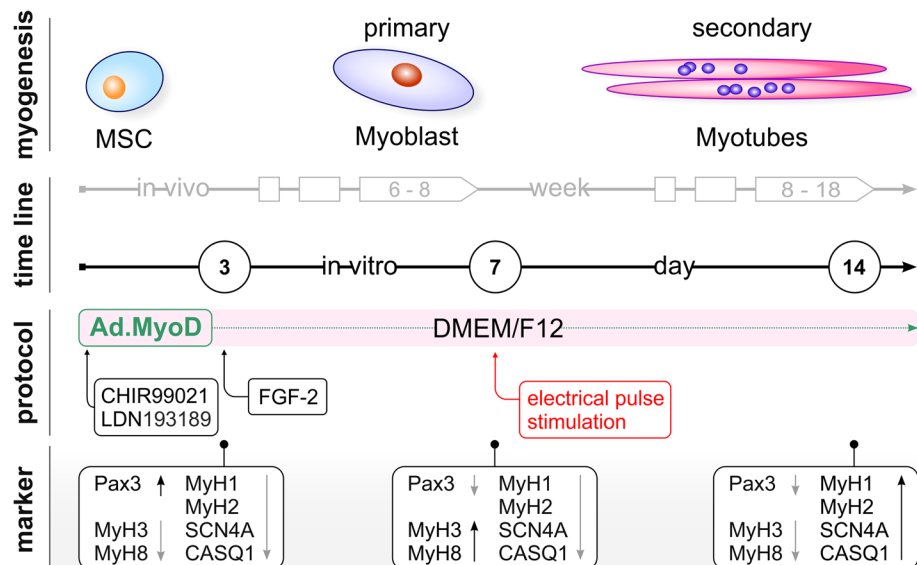 myogenesis
primary
secondary
MSC
Myoblast
Myotubes
time line
in vivo
6 - 8
week
8 - 18
3
in vitro
7
day
14
protocol
Ad.MyoD
DMEM/F12
CHIR99021
LDN193189
FGF-2
electrical pulse
stimulation
marker
Pax3 MyH1
MyH2
MyH3 SCN4A
MyH8 CASQ1
Pax3 MyH1
MyH2
MyH3 SCN4A
MyH8 CASQ1
Pax3 MyH1
MyH2
MyH3 SCN4A
MyH8 CASQ1